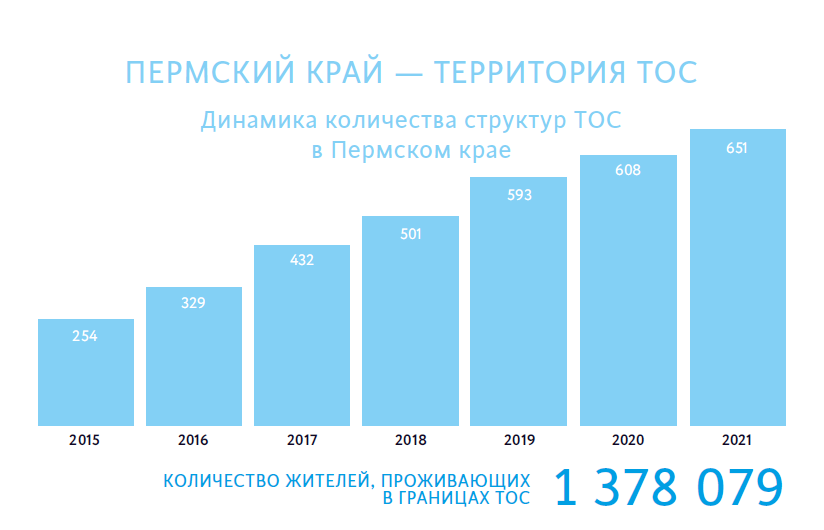 ПЕРМСКИЙ КРАЙ — ТЕРРИТОРИЯ ТОС
Динамика количества структур ТОС
в Пермском крае
254
329
432
501
593
608
651
2015
2016
2017
2018
2019
2020
2021
КОЛИЧЕСТВО ЖИТЕЛЕЙ, ПРОЖИВАЮЩИХ
В ГРАНИЦАХ ТОС
1 378 079